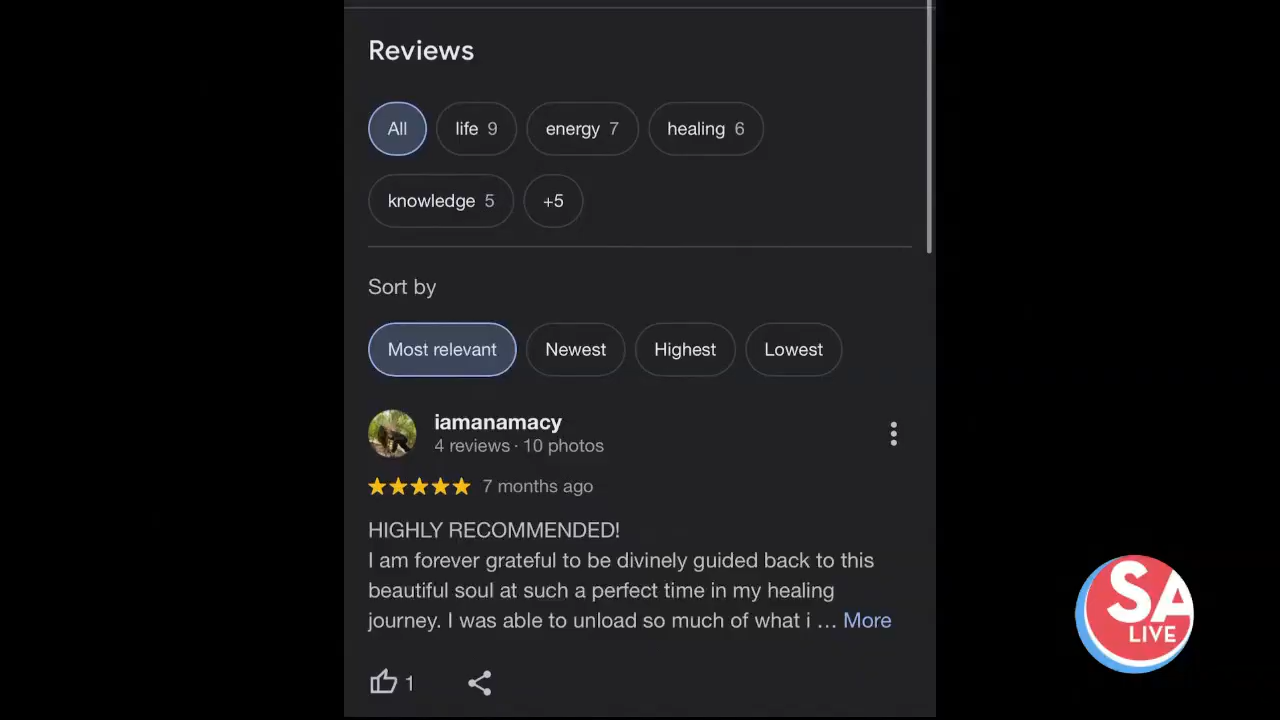 Reviews
All
life 9
energy 7
healing 6
knowledge 5
+5
Sort by
Most relevant
Newest
Highest
Lowest
iamanamacy
4 reviews · 10 photos
7 months ago
HIGHLY RECOMMENDED!
I am forever grateful to be divinely guided back to this
beautiful soul at such a perfect time in my healing
journey. I was able to unload so much of what i ... More
1
SA
LIVE